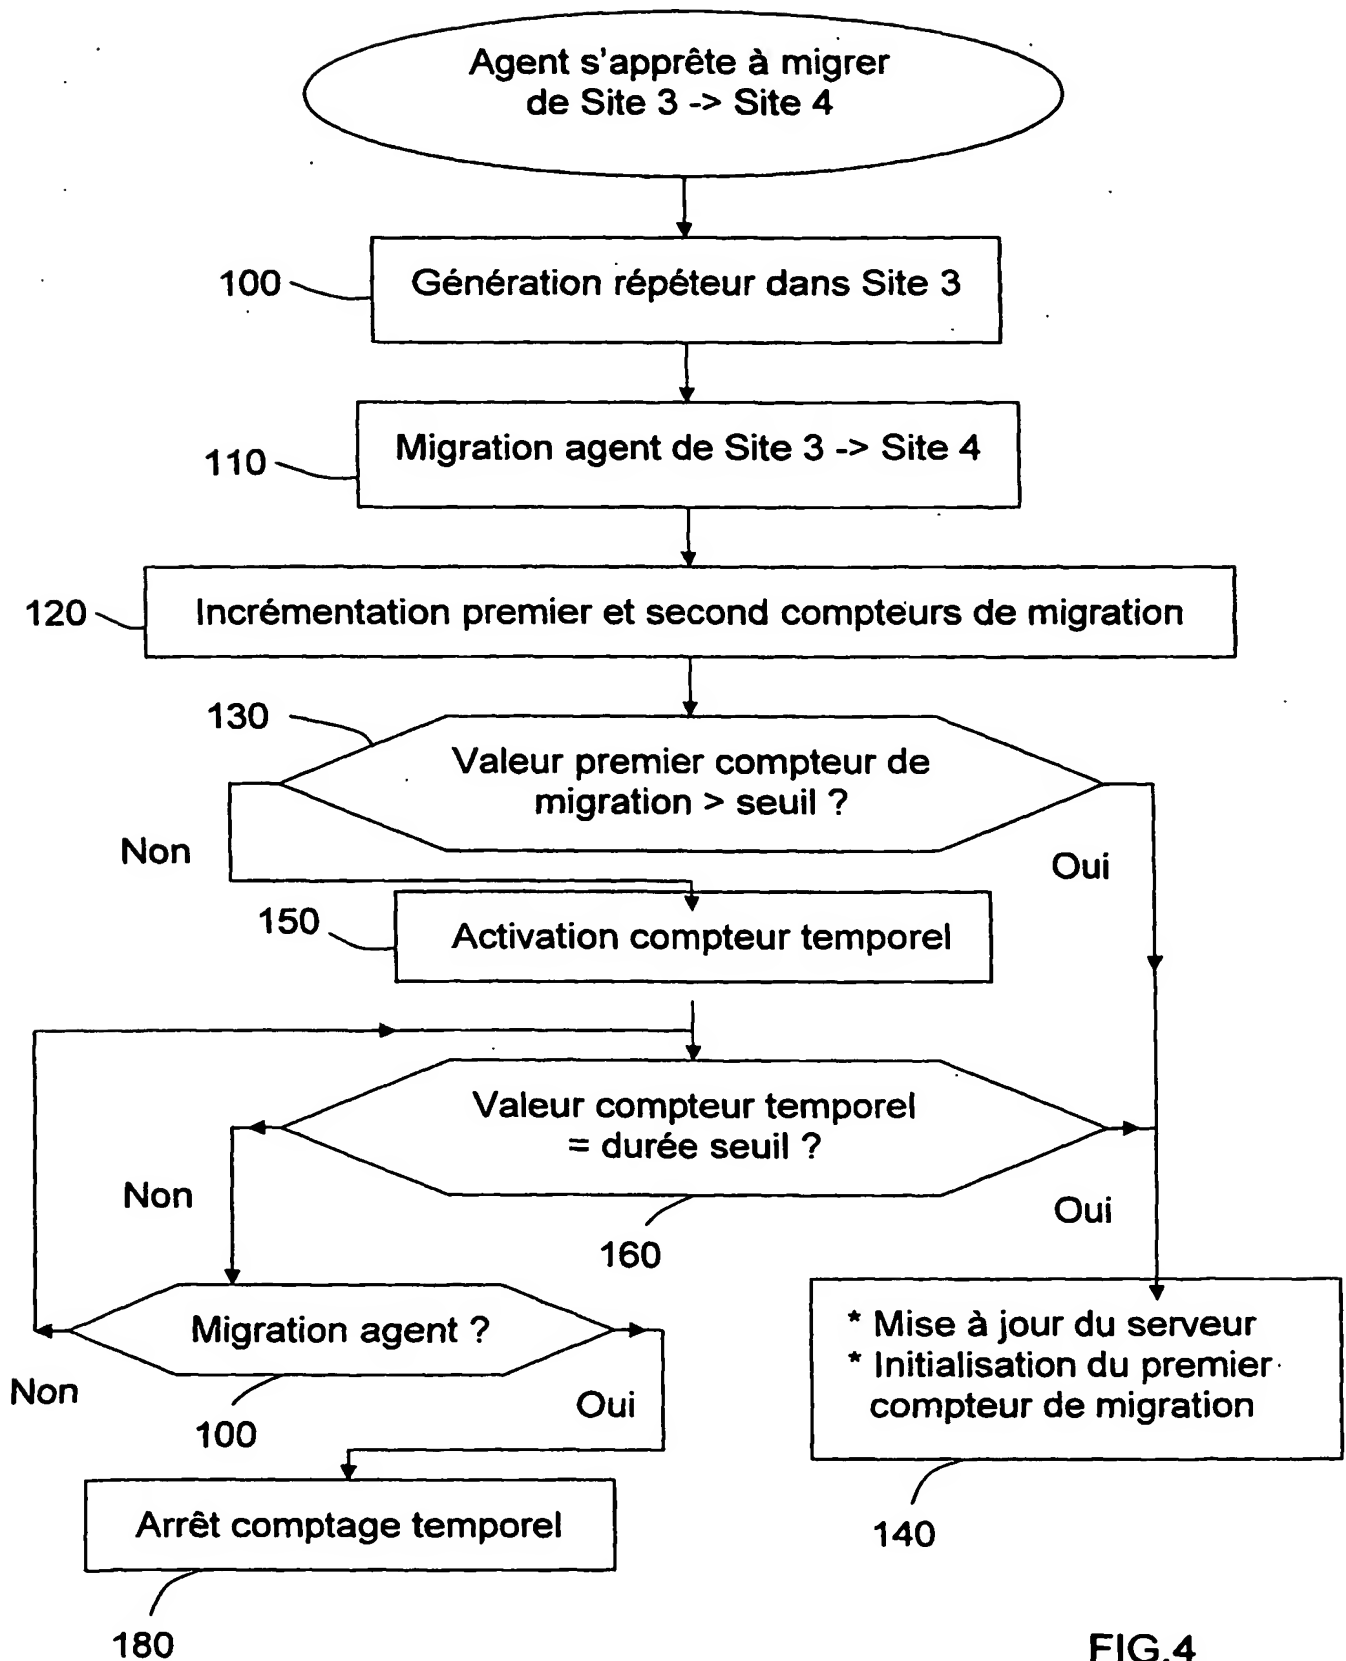 Agent s'apprête à migrer
de Site 3 -> Site 4
100
Génération répéteur dans Site 3
110
Migration agent de Site 3 -> Site 4
120
Incrémentation premier et second compteurs de migration
130
Valeur premier compteur de
migration > seuil ?
Non
Oui
150
Activation compteur temporel
Valeur compteur temporel
= durée seuil ?
Non
Oui
160
Migration agent ?
Non
Oui
100
* Mise à jour du serveur
* Initialisation du premier
compteur de migration
140
Arrêt comptage temporel
180
FIG.4